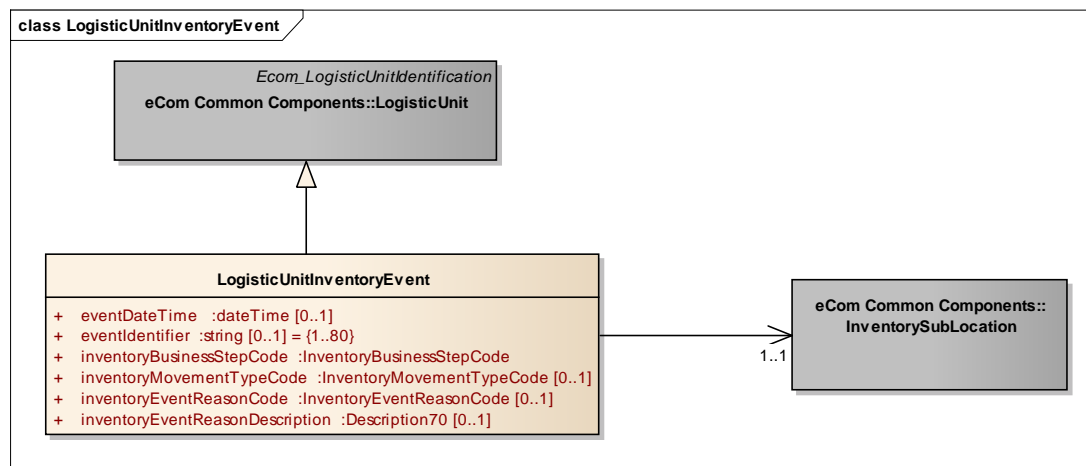 class LogisticUnitInventoryEvent
Ecom_LogisticUnitIdentification
eCom Common Components::LogisticUnit
LogisticUnitInventoryEvent
+ eventDateTime :dateTime [0..1]
+ eventIdentifier :string [0..1] = {1..80}
+ inventoryBusinessStepCode :InventoryBusinessStepCode
+ inventoryMovementTypeCode :InventoryMovementTypeCode [0..1]
+ inventoryEventReasonCode :InventoryEventReasonCode [0..1]
+ inventoryEventReasonDescription :Description70 [0..1]
1..1
eCom Common Components::
InventorySubLocation